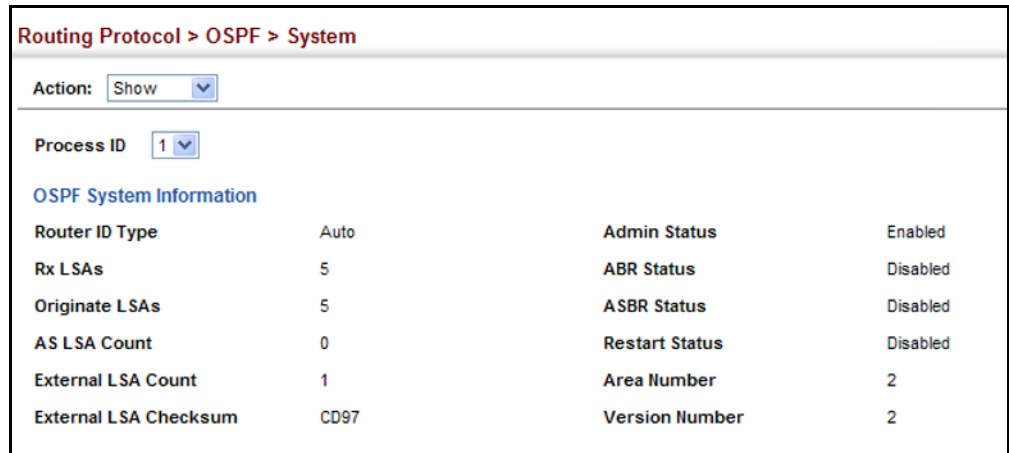 Routing Protocol > OSPF > System
Action: Show
Process ID 1
OSPF System Information
Router ID Type Auto Admin Status Enabled
Rx LSAs 5 ABR Status Disabled
Originate LSAs 5 ASBR Status Disabled
AS LSA Count 0 Restart Status Disabled
External LSA Count 1 Area Number 2
External LSA Checksum CD97 Version Number 2